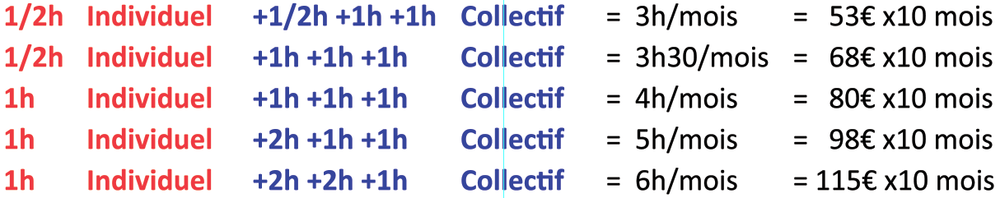 1/2h Individuel +1/2h +1h +1h Collectif = 3h/mois = 53€ x10 mois
1/2h Individuel +1h +1h +1h Collectif = 3h30/mois = 68€ x10 mois
1h Individuel +1h +1h +1h Collectif = 4h/mois = 80€ x10 mois
1h Individuel +2h +1h +1h Collectif = 5h/mois = 98€ x10 mois
1h Individuel +2h +2h +1h Collectif = 6h/mois = 115€ x10 mois